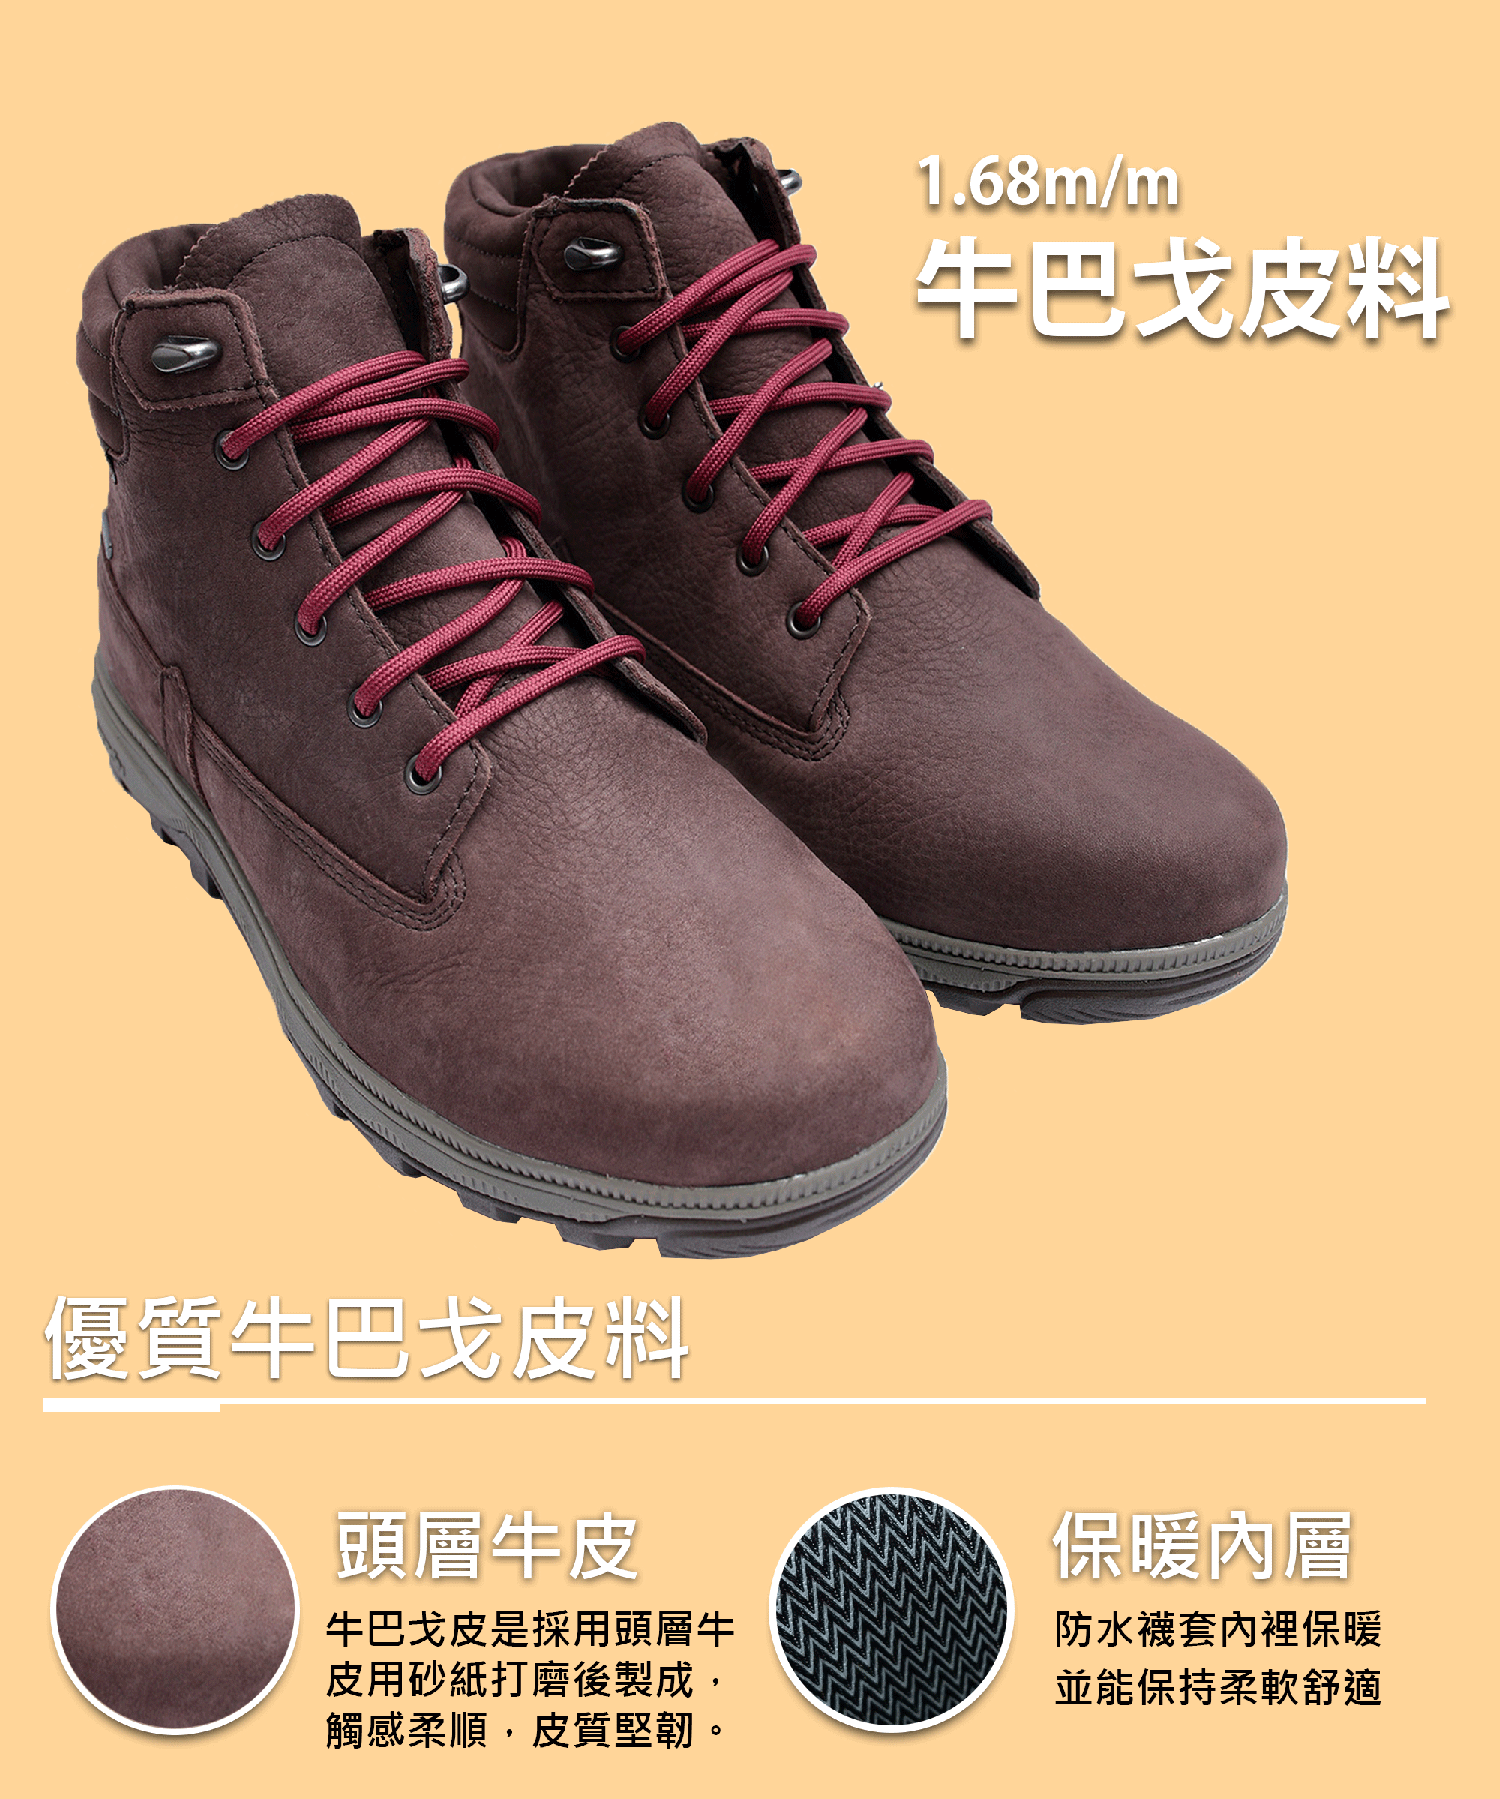 1.68m/m
牛巴戈皮料
優質牛巴戈皮料
頭層牛皮
牛巴戈皮是採用頭層牛
皮用砂紙打磨後製成，
觸感柔順，皮質堅韌。
保暖內層
防水襪套內裡保暖
並能保持柔軟舒適